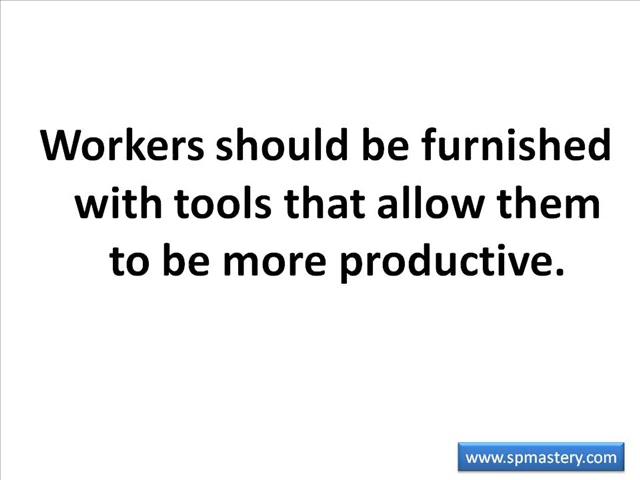 Workers should be furnished
with tools that allow them
to be more productive.
www.spmastery.com